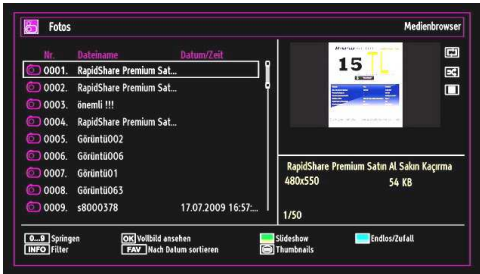 Fotos
Medienbrowser
Nr. Dateiname Datum/Zeit
0001. RapidShare Premium Sat...
0002. RapidShare Premium Sat...
0003. önemli !!!
0004. RapidShare Premium Sat...
0005. Görüntü002
0006. Görüntü006
0007. Görüntü01
0008. Görüntü063
0009. s8000378 17.07.2009 16:57:...
15 TL
RapidShare Premium Satın Al Sakın Kaçırma
480x550 54 KB
1/50
0...9 Springen
OK Vollbild ansehen
Slideshow
Endlos/Zufall
INFO Filter
FAV Nach Datum sortieren
Thumbnails